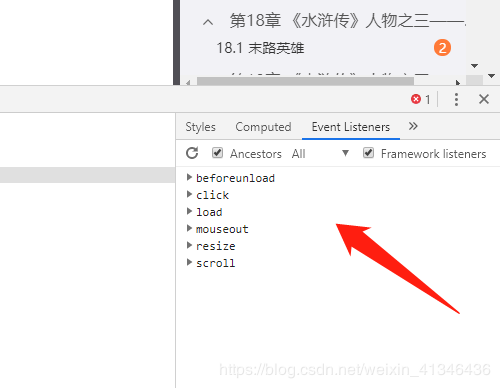 第18章 《水浒传》人物之三——..
18.1 末路英雄
2
1
Styles Computed Event Listeners
Ancestors All Framework listeners
beforeunload
click
load
mouseout
resize
scroll
https://blog.csdn.net/weixin_41346436